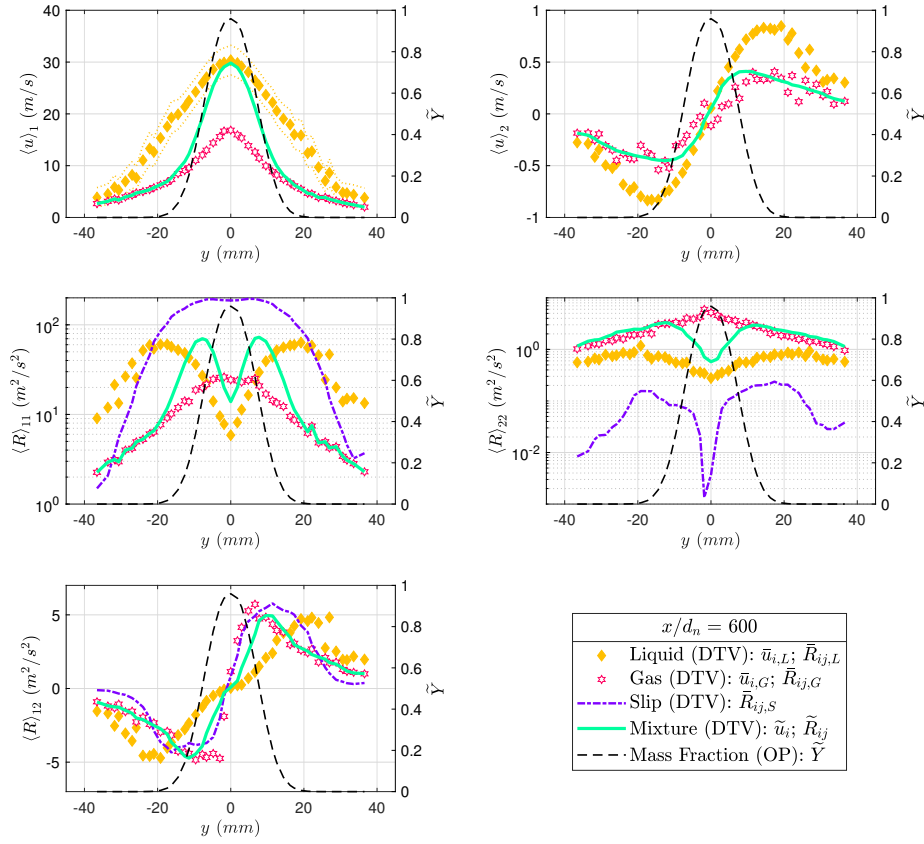 40
30
20
10
0
1
0.8
0.6
0.4
0.2
0
-40 -20 0 20 40
⟨u⟩₁ (m/s)
Ỹ
y (mm)
1
0.5
0
-0.5
-1
1
0.8
0.6
0.4
0.2
0
-40 -20 0 20 40
⟨u⟩₂ (m/s)
Ỹ
y (mm)
10²
10¹
10⁰
1
0.8
0.6
0.4
0.2
0
-40 -20 0 20 40
⟨R⟩₁₁ (m²/s²)
Ỹ
y (mm)
10⁰
10⁻²
1
0.8
0.6
0.4
0.2
0
-40 -20 0 20 40
⟨R⟩₂₂ (m²/s²)
Ỹ
y (mm)
5
0
-5
1
0.8
0.6
0.4
0.2
0
-40 -20 0 20 40
⟨R⟩₁₂ (m²/s²)
Ỹ
y (mm)
x/dₙ = 600
Liquid (DTV): ū_{i,L}; R̄_{ij,L}
Gas (DTV): ū_{i,G}; R̄_{ij,G}
Slip (DTV): R̄_{ij,S}
Mixture (DTV): ũ_i; R̃_{ij}
Mass Fraction (OP): Ỹ